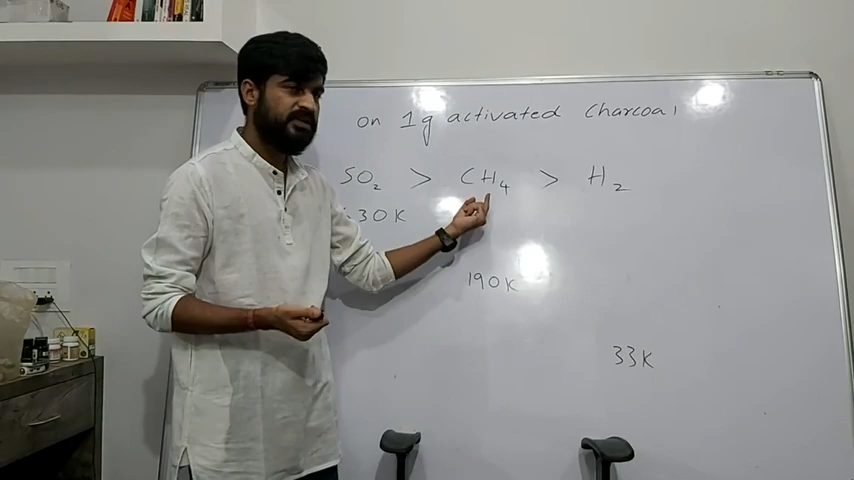 on 1g activated charcoal
SO₂ > CH₄ > H₂
30K
190K
33K